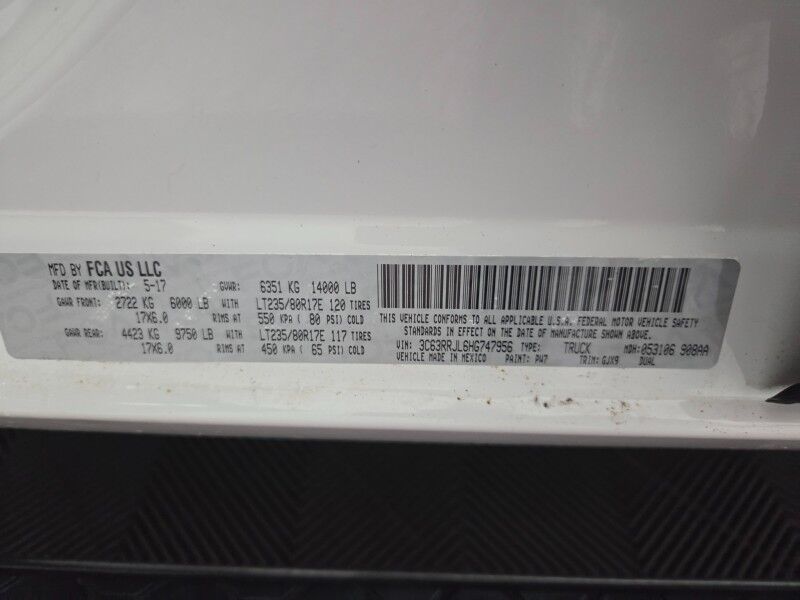 MFD BY FCA US LLC
DATE OF MFR(BUILT): 5-17 GVWR: 6351 KG 14000 LB
GAWR FRONT: 2722 KG 6000 LB WITH LT235/80R17E 120 TIRES
17X6.0 RIMS AT 550 KPA ( 80 PSI) COLD
GAWR REAR: 4423 KG 9750 LB WITH LT235/80R17E 117 TIRES
17X6.0 RIMS AT 450 KPA ( 65 PSI) COLD
THIS VEHICLE CONFORMS TO ALL APPLICABLE U.S.A. FEDERAL MOTOR VEHICLE SAFETY
STANDARDS IN EFFECT ON THE DATE OF MANUFACTURE SHOWN ABOVE.
VIN: 3C63RRJL6HG747956 TYPE: TRUCK MDH: 053106 908AA
VEHICLE MADE IN MEXICO PAINT: PW7 TRIM: GJX9 DUAL